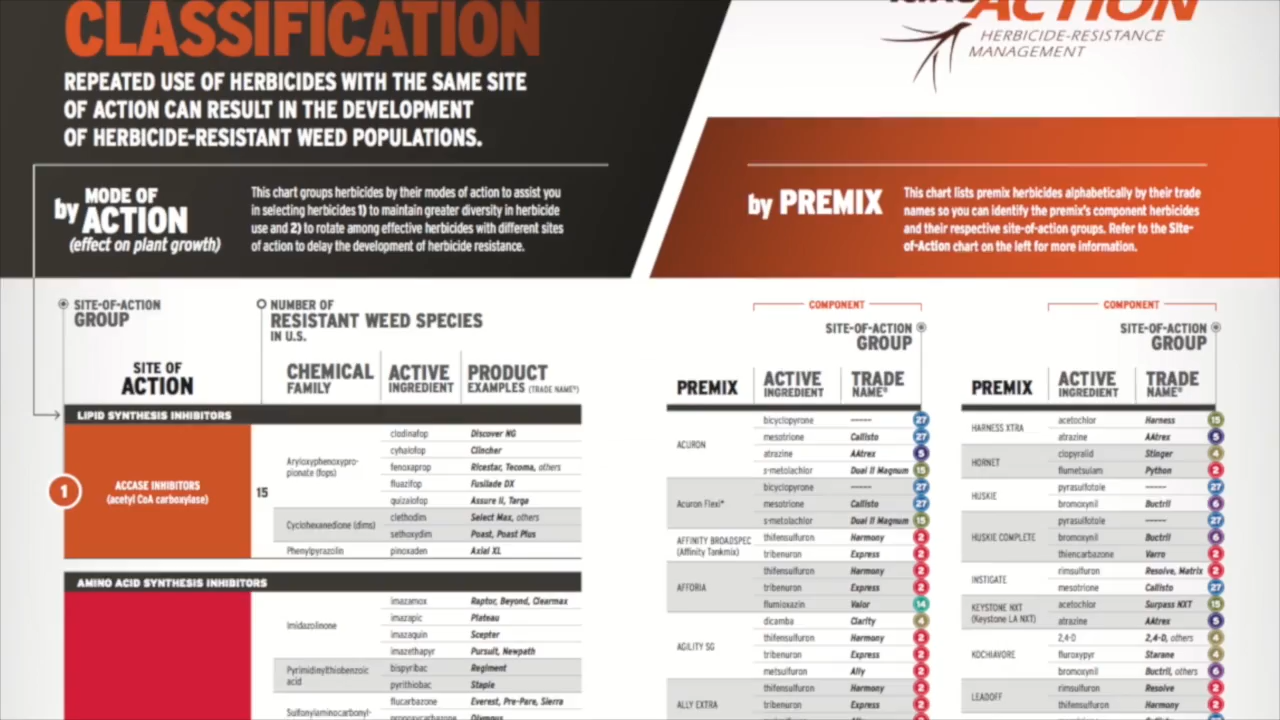 CLASSIFICATION
REPEATED USE OF HERBICIDES WITH THE SAME SITE
OF ACTION CAN RESULT IN THE DEVELOPMENT
OF HERBICIDE-RESISTANT WEED POPULATIONS.
ACTION
HERBICIDE-RESISTANCE
MANAGEMENT
by MODE OF
ACTION
(effect on plant growth)
This chart groups herbicides by their modes of action to assist you
in selecting herbicides 1) to maintain greater diversity in herbicide
use and 2) to rotate among effective herbicides with different sites
of action to delay the development of herbicide resistance.
by PREMIX
This chart lists premix herbicides alphabetically by their trade
names so you can identify the premix's component herbicides
and their respective site-of-action groups. Refer to the Site-
of-Action chart on the left for more information.
SITE-OF-ACTION
GROUP
NUMBER OF
RESISTANT WEED SPECIES
IN U.S.
SITE OF
ACTION
CHEMICAL
FAMILY
ACTIVE
INGREDIENT
PRODUCT
EXAMPLES (TRADE NAME®)
LIPID SYNTHESIS INHIBITORS
1
ACCASE INHIBITORS
(acetyl CoA carboxylase)
15
Aryloxyphenoxypro-
pionate (fops)
clodinafop Discover NG
cyhalofop Clincher
fenoxaprop Ricestar, Tacoma, others
fluazifop Fusilade DX
quizalofop Assure II, Targa
Cyclohexanedione (dims)
clethodim Select Max, others
sethoxydim Poast, Poast Plus
Phenylpyrazolin pinoxaden Axial XL
AMINO ACID SYNTHESIS INHIBITORS
Imidazolinone
imazamox Raptor, Beyond, Clearmax
imazapic Plateau
imazaquin Scepter
imazethapyr Pursuit, Newpath
Pyrimidinylthiobenzoic
acid
bispyribac Regiment
pyrithiobac Staple
Sulfonylaminocarbonyl-
flucarbazone Everest, Pre-Pare, Sierra
propoxycarbazone Olympus
COMPONENT
SITE-OF-ACTION
GROUP
PREMIX
ACTIVE
INGREDIENT
TRADE
NAME®
ACURON
bicyclopyrone ------ 27
mesotrione Callisto 27
atrazine AAtrex 5
s-metolachlor Dual II Magnum 15
Acuron Flexi*
bicyclopyrone ------ 27
mesotrione Callisto 27
s-metolachlor Dual II Magnum 15
AFFINITY BROADSPEC
(Affinity Tankmix)
thifensulfuron Harmony 2
tribenuron Express 2
AFFORIA
thifensulfuron Harmony 2
tribenuron Express 2
flumioxazin Valor 14
AGILITY SG
dicamba Clarity 4
thifensulfuron Harmony 2
tribenuron Express 2
metsulfuron Ally 2
ALLY EXTRA
thifensulfuron Harmony 2
tribenuron Express 2
COMPONENT
SITE-OF-ACTION
GROUP
PREMIX
ACTIVE
INGREDIENT
TRADE
NAME®
HARNESS XTRA
acetochlor Harness 15
atrazine AAtrex 5
HORNET
clopyralid Stinger 4
flumetsulam Python 2
HUSKIE
pyrasulfotole ------ 27
bromoxynil Buctril 6
HUSKIE COMPLETE
pyrasulfotole ------ 27
bromoxynil Buctril 6
thiencarbazone Varro 2
INSTIGATE
rimsulfuron Resolve, Matrix 2
mesotrione Callisto 27
KEYSTONE NXT
(Keystone LA NXT)
acetochlor Surpass NXT 15
atrazine AAtrex 5
KOCHIAVORE
2,4-D 2,4-D, others 4
fluroxypyr Starane 4
bromoxynil Buctril, others 6
LEADOFF
rimsulfuron Resolve 2
thifensulfuron Harmony 2